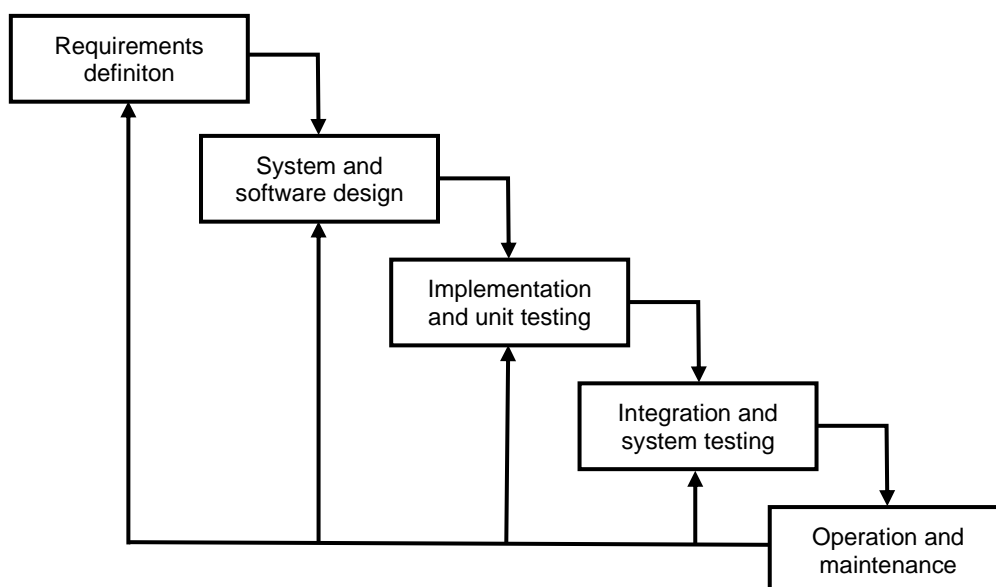 Requirements
definiton
System and
software design
Implementation
and unit testing
Integration and
system testing
Operation and
maintenance